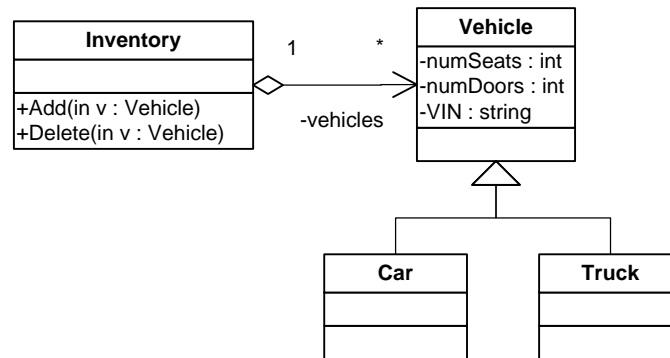 Inventory
+Add(in v : Vehicle)
+Delete(in v : Vehicle)
1
*
-vehicles
Vehicle
-numSeats : int
-numDoors : int
-VIN : string
Car
Truck